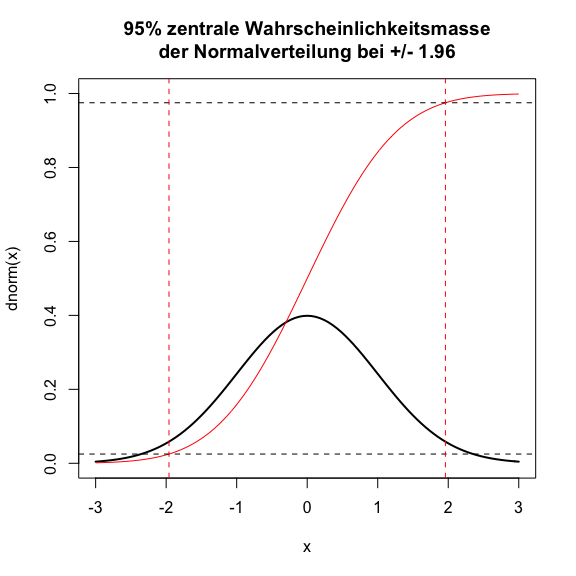 95% zentrale Wahrscheinlichkeitsmasse
der Normalverteilung bei +/- 1.96
dnorm(x)
1.0
0.8
0.6
0.4
0.2
0.0
-3 -2 -1 0 1 2 3
x